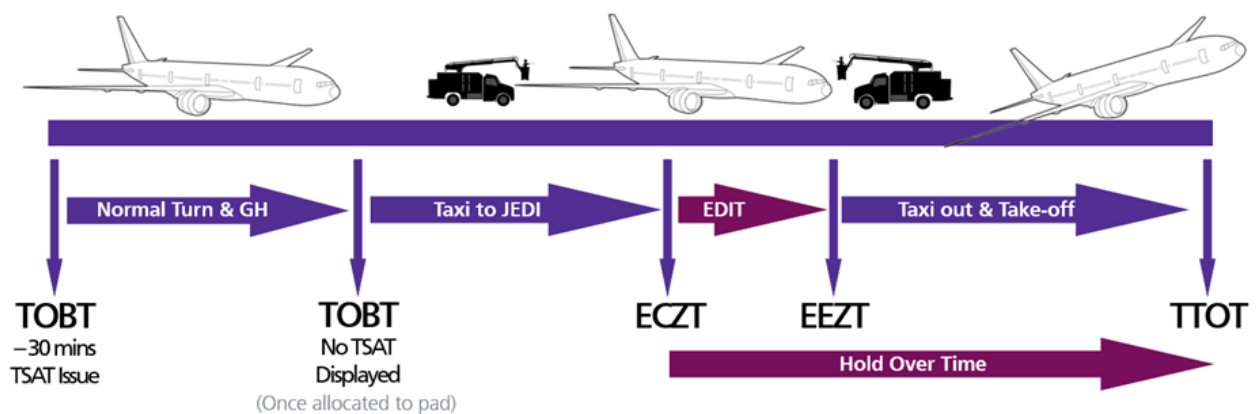 Normal Turn & GH
Taxi to JEDI
EDIT
Taxi out & Take-off
TOBT
–30 mins
TSAT Issue
TOBT
No TSAT
Displayed
(Once allocated to pad)
ECZT
EEZT
TTOT
Hold Over Time